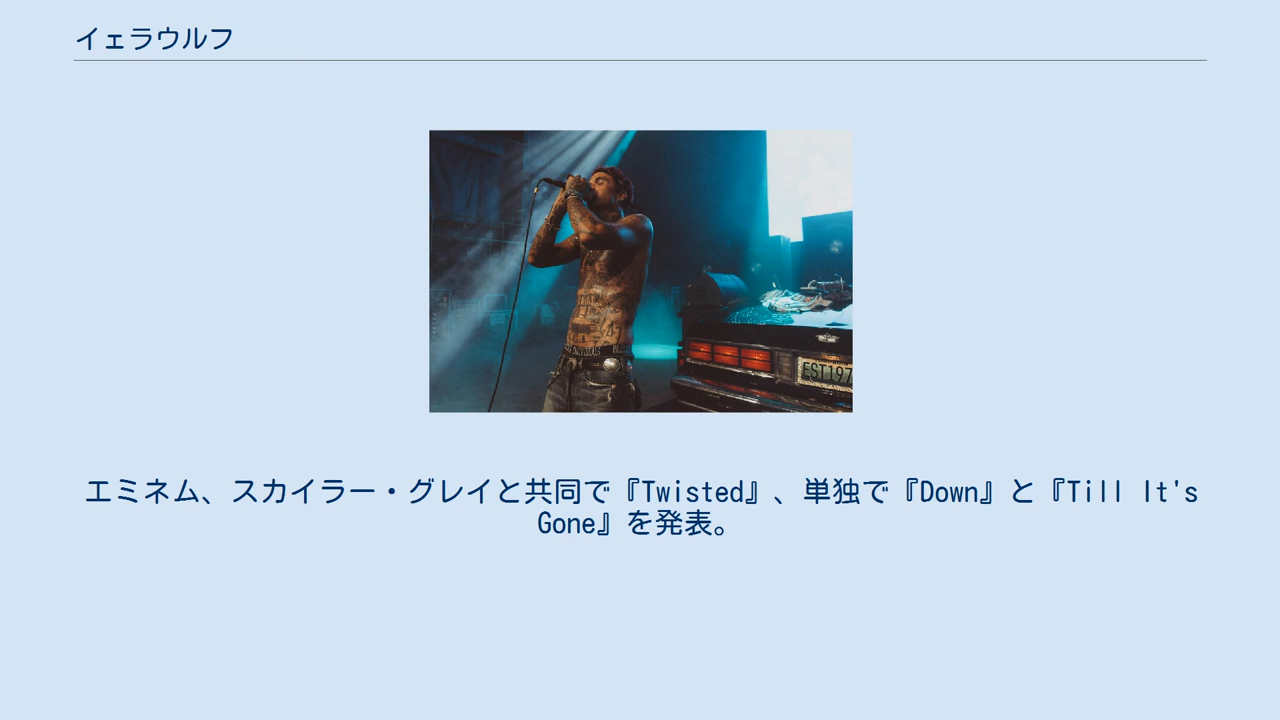 イェラウルフ
EST197
エミネム、スカイラー・グレイと共同で『Twisted』、単独で『Down』と『Till It's
Gone』を発表。